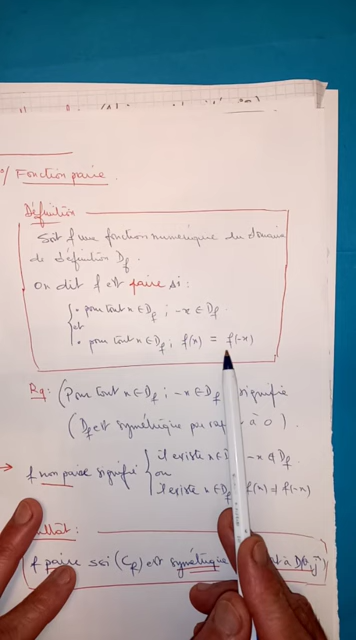 °/ Fonction paire.
Définition
Soit f une fonction numérique du domaine
de définition Df.
On dit f est paire si:
• pour tout x ∈ Df ; -x ∈ Df.
et
• pour tout x ∈ Df ; f(x) = f(-x)
Rq: (Pour tout x ∈ Df ; -x ∈ Df) signifie
(Df est symétrique par à 0).
→ f non paire signifie { il existe x ∈ -x ∉ Df
ou
il existe x ∈ Df f(x) ≠ f(-x)
f paire ssi (Cf) est symétrique à D(0, j)